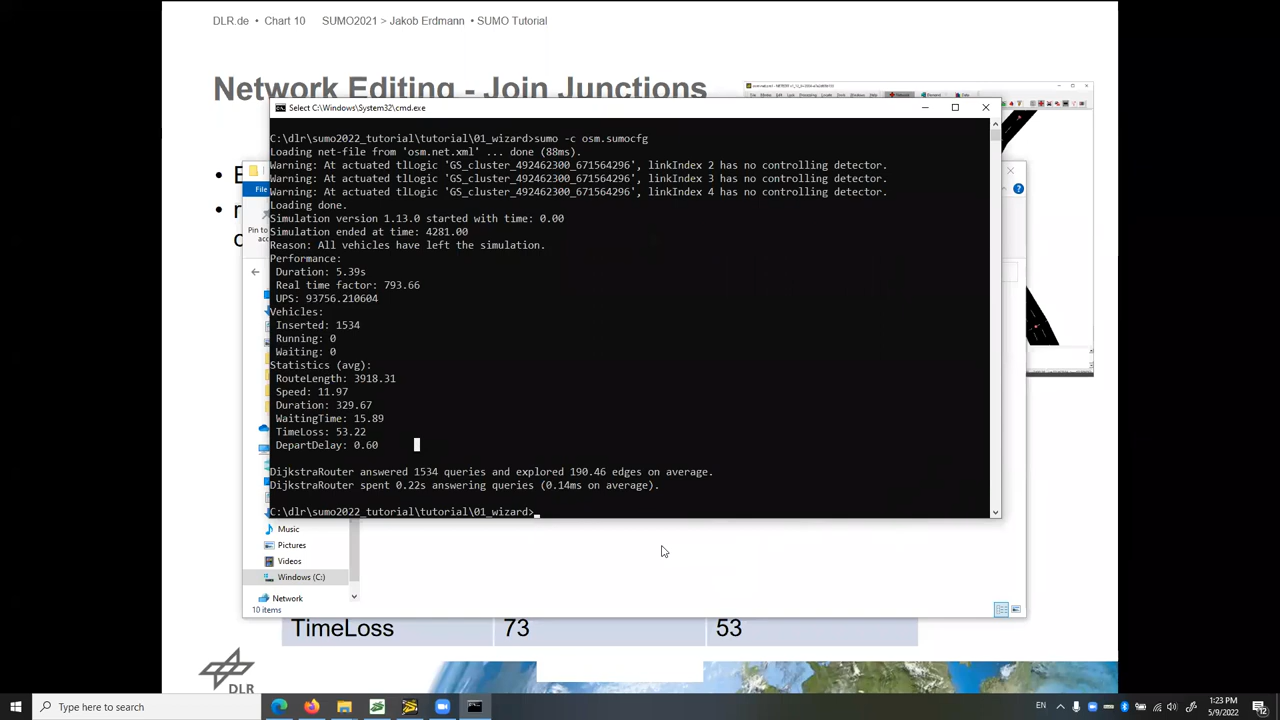 DLR.de • Chart 10 SUMO2021 > Jakob Erdmann • SUMO Tutorial
Network Editing - Join Junctions
Select C:\Windows\System32\cmd.exe
C:\dlr\sumo2022_tutorial\tutorial\01_wizard>sumo -c osm.sumocfg
Loading net-file from 'osm.net.xml' ... done (88ms).
Warning: At actuated tlLogic 'GS_cluster_492462300_671564296', linkIndex 2 has no controlling detector.
Warning: At actuated tlLogic 'GS_cluster_492462300_671564296', linkIndex 3 has no controlling detector.
Warning: At actuated tlLogic 'GS_cluster_492462300_671564296', linkIndex 4 has no controlling detector.
Loading done.
Simulation version 1.13.0 started with time: 0.00
Simulation ended at time: 4281.00
Reason: All vehicles have left the simulation.
Performance:
Duration: 5.39s
Real time factor: 793.66
UPS: 93756.210604
Vehicles:
Inserted: 1534
Running: 0
Waiting: 0
Statistics (avg):
RouteLength: 3918.31
Speed: 11.97
Duration: 329.67
WaitingTime: 15.89
TimeLoss: 53.22
DepartDelay: 0.60
DijkstraRouter answered 1534 queries and explored 190.46 edges on average.
DijkstraRouter spent 0.22s answering queries (0.14ms on average).
C:\dlr\sumo2022_tutorial\tutorial\01_wizard>
File
Pin to
Music
Pictures
Videos
Windows (C:)
Network
10 items
TimeLoss 73 53
DLR
Type here to search
EN
1:23 PM
5/9/2022
12